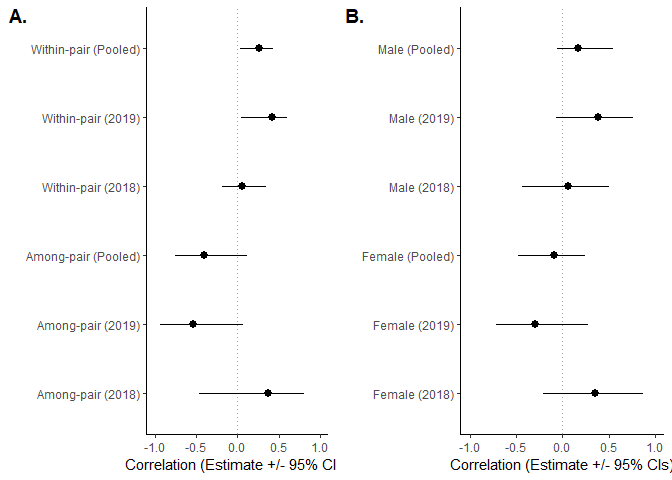 A.
Within-pair (Pooled)
Within-pair (2019)
Within-pair (2018)
Among-pair (Pooled)
Among-pair (2019)
Among-pair (2018)
-1.0 -0.5 0.0 0.5 1.0
Correlation (Estimate +/- 95% CI
B.
Male (Pooled)
Male (2019)
Male (2018)
Female (Pooled)
Female (2019)
Female (2018)
-1.0 -0.5 0.0 0.5 1.0
Correlation (Estimate +/- 95% CIs)